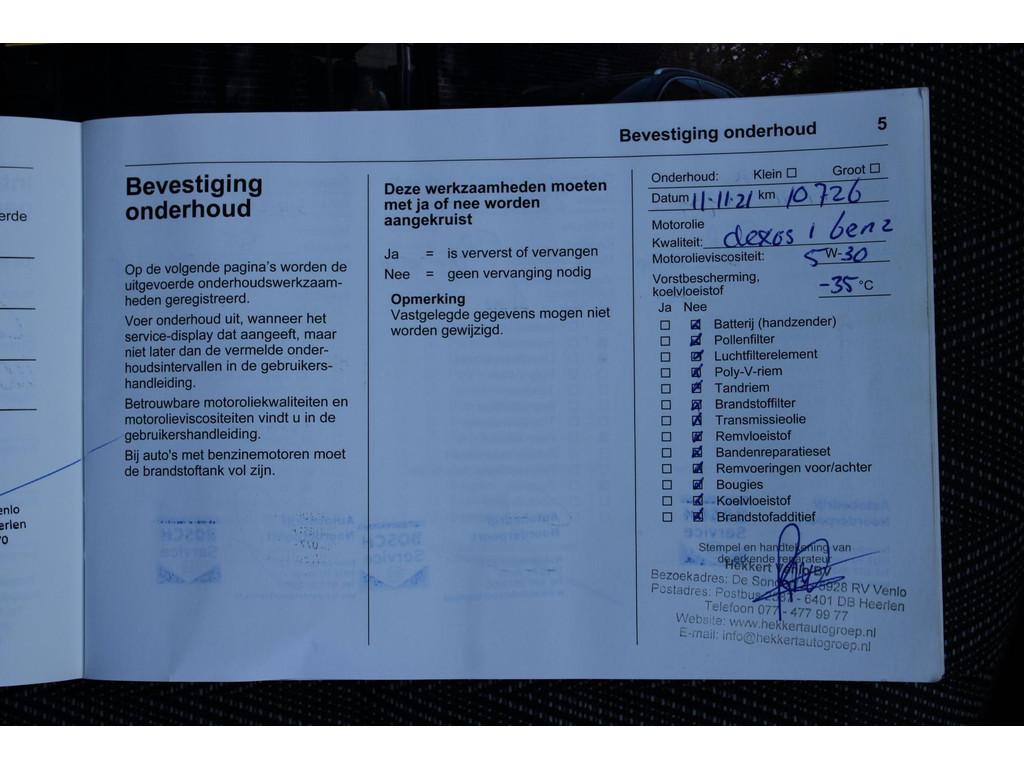 erde
enlo
erlen
70
Bevestiging onderhoud 5
Bevestiging
onderhoud
Op de volgende pagina's worden de
uitgevoerde onderhoudswerkzaam-
heden geregistreerd.
Voer onderhoud uit, wanneer het
service-display dat aangeeft, maar
niet later dan de vermelde onder-
houdsintervallen in de gebruikers-
handleiding.
Betrouwbare motoroliekwaliteiten en
motorolieviscositeiten vindt u in de
gebruikershandleiding.
Bij auto's met benzinemotoren moet
de brandstoftank vol zijn.
Deze werkzaamheden moeten
met ja of nee worden
aangekruist
Ja = is ververst of vervangen
Nee = geen vervanging nodig
Opmerking
Vastgelegde gegevens mogen niet
worden gewijzigd.
Onderhoud: Klein ☐ Groot ☐
Datum 11-11-21 km 10726
Motorolie
Kwaliteit: dexos 1 benz
Motorolieviscositeit: 5 W-30
Vorstbescherming,
koelvloeistof -35 °C
Ja Nee
☐ ☒ Batterij (handzender)
☐ ☒ Pollenfilter
☐ ☒ Luchtfilterelement
☐ ☒ Poly-V-riem
☐ ☒ Tandriem
☐ ☒ Brandstoffilter
☐ ☒ Transmissieolie
☐ ☒ Remvloeistof
☐ ☒ Bandenreparatieset
☐ ☒ Remvoeringen voor/achter
☐ ☒ Bougies
☐ ☒ Koelvloeistof
☐ ☒ Brandstofadditief
Stempel en handtekening van
de erkende reparateur
Hekkert Venlo BV
Bezoekadres: De 5928 RV Venlo
Postadres: Postbus - 6401 DB Heerlen
Telefoon 077 - 477 99 77
Website: www.hekkertautogroep.nl
E-mail: info@hekkertautogroep.nl